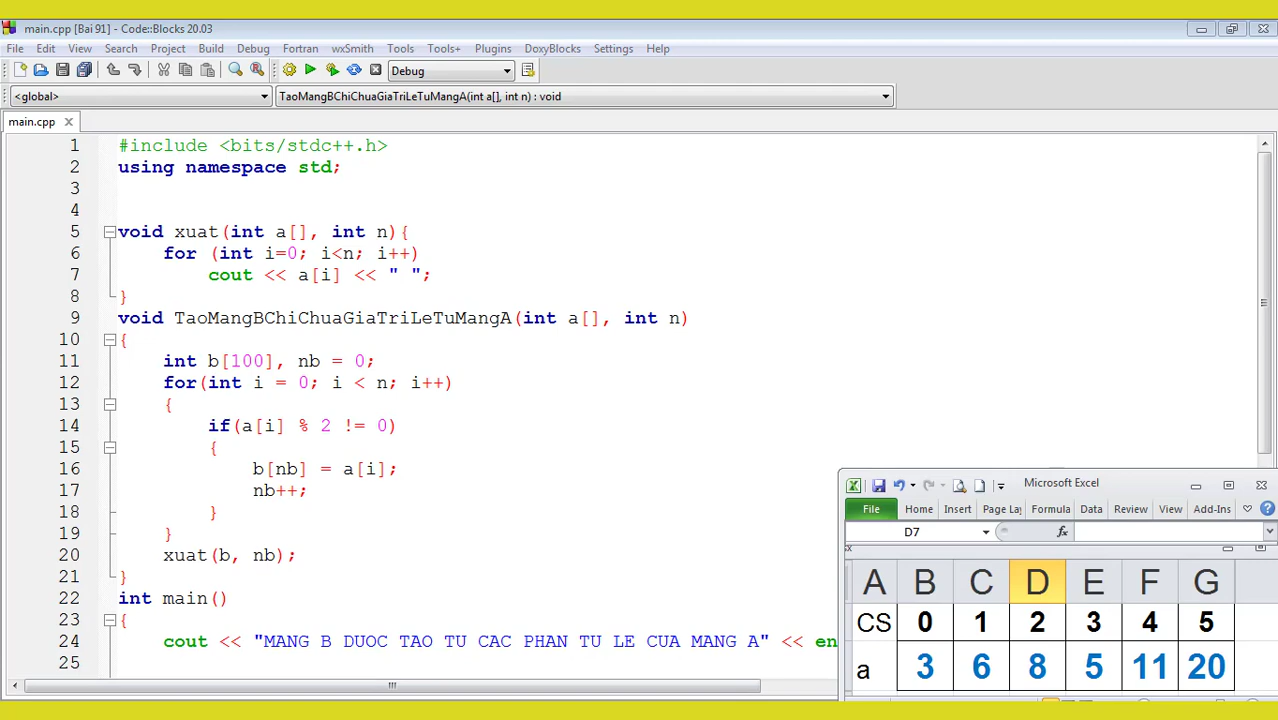 main.cpp [Bai 91] - Code::Blocks 20.03
File Edit View Search Project Build Debug Fortran wxSmith Tools Tools+ Plugins DoxyBlocks Settings Help
Debug
<global> TaoMangBChiChuaGiaTriLeTuMangA(int a[], int n) : void
main.cpp
1 #include <bits/stdc++.h>
2 using namespace std;
3
4
5 void xuat(int a[], int n){
6 for (int i=0; i<n; i++)
7 cout << a[i] << " ";
8 }
9 void TaoMangBChiChuaGiaTriLeTuMangA(int a[], int n)
10 {
11 int b[100], nb = 0;
12 for(int i = 0; i < n; i++)
13 {
14 if(a[i] % 2 != 0)
15 {
16 b[nb] = a[i];
17 nb++;
18 }
19 }
20 xuat(b, nb);
21 }
22 int main()
23 {
24 cout << "MANG B DUOC TAO TU CAC PHAN TU LE CUA MANG A" << en
25
Microsoft Excel
File Home Insert Page Lay Formula Data Review View Add-Ins
D7 fx
A B C D E F G
CS 0 1 2 3 4 5
a 3 6 8 5 11 20